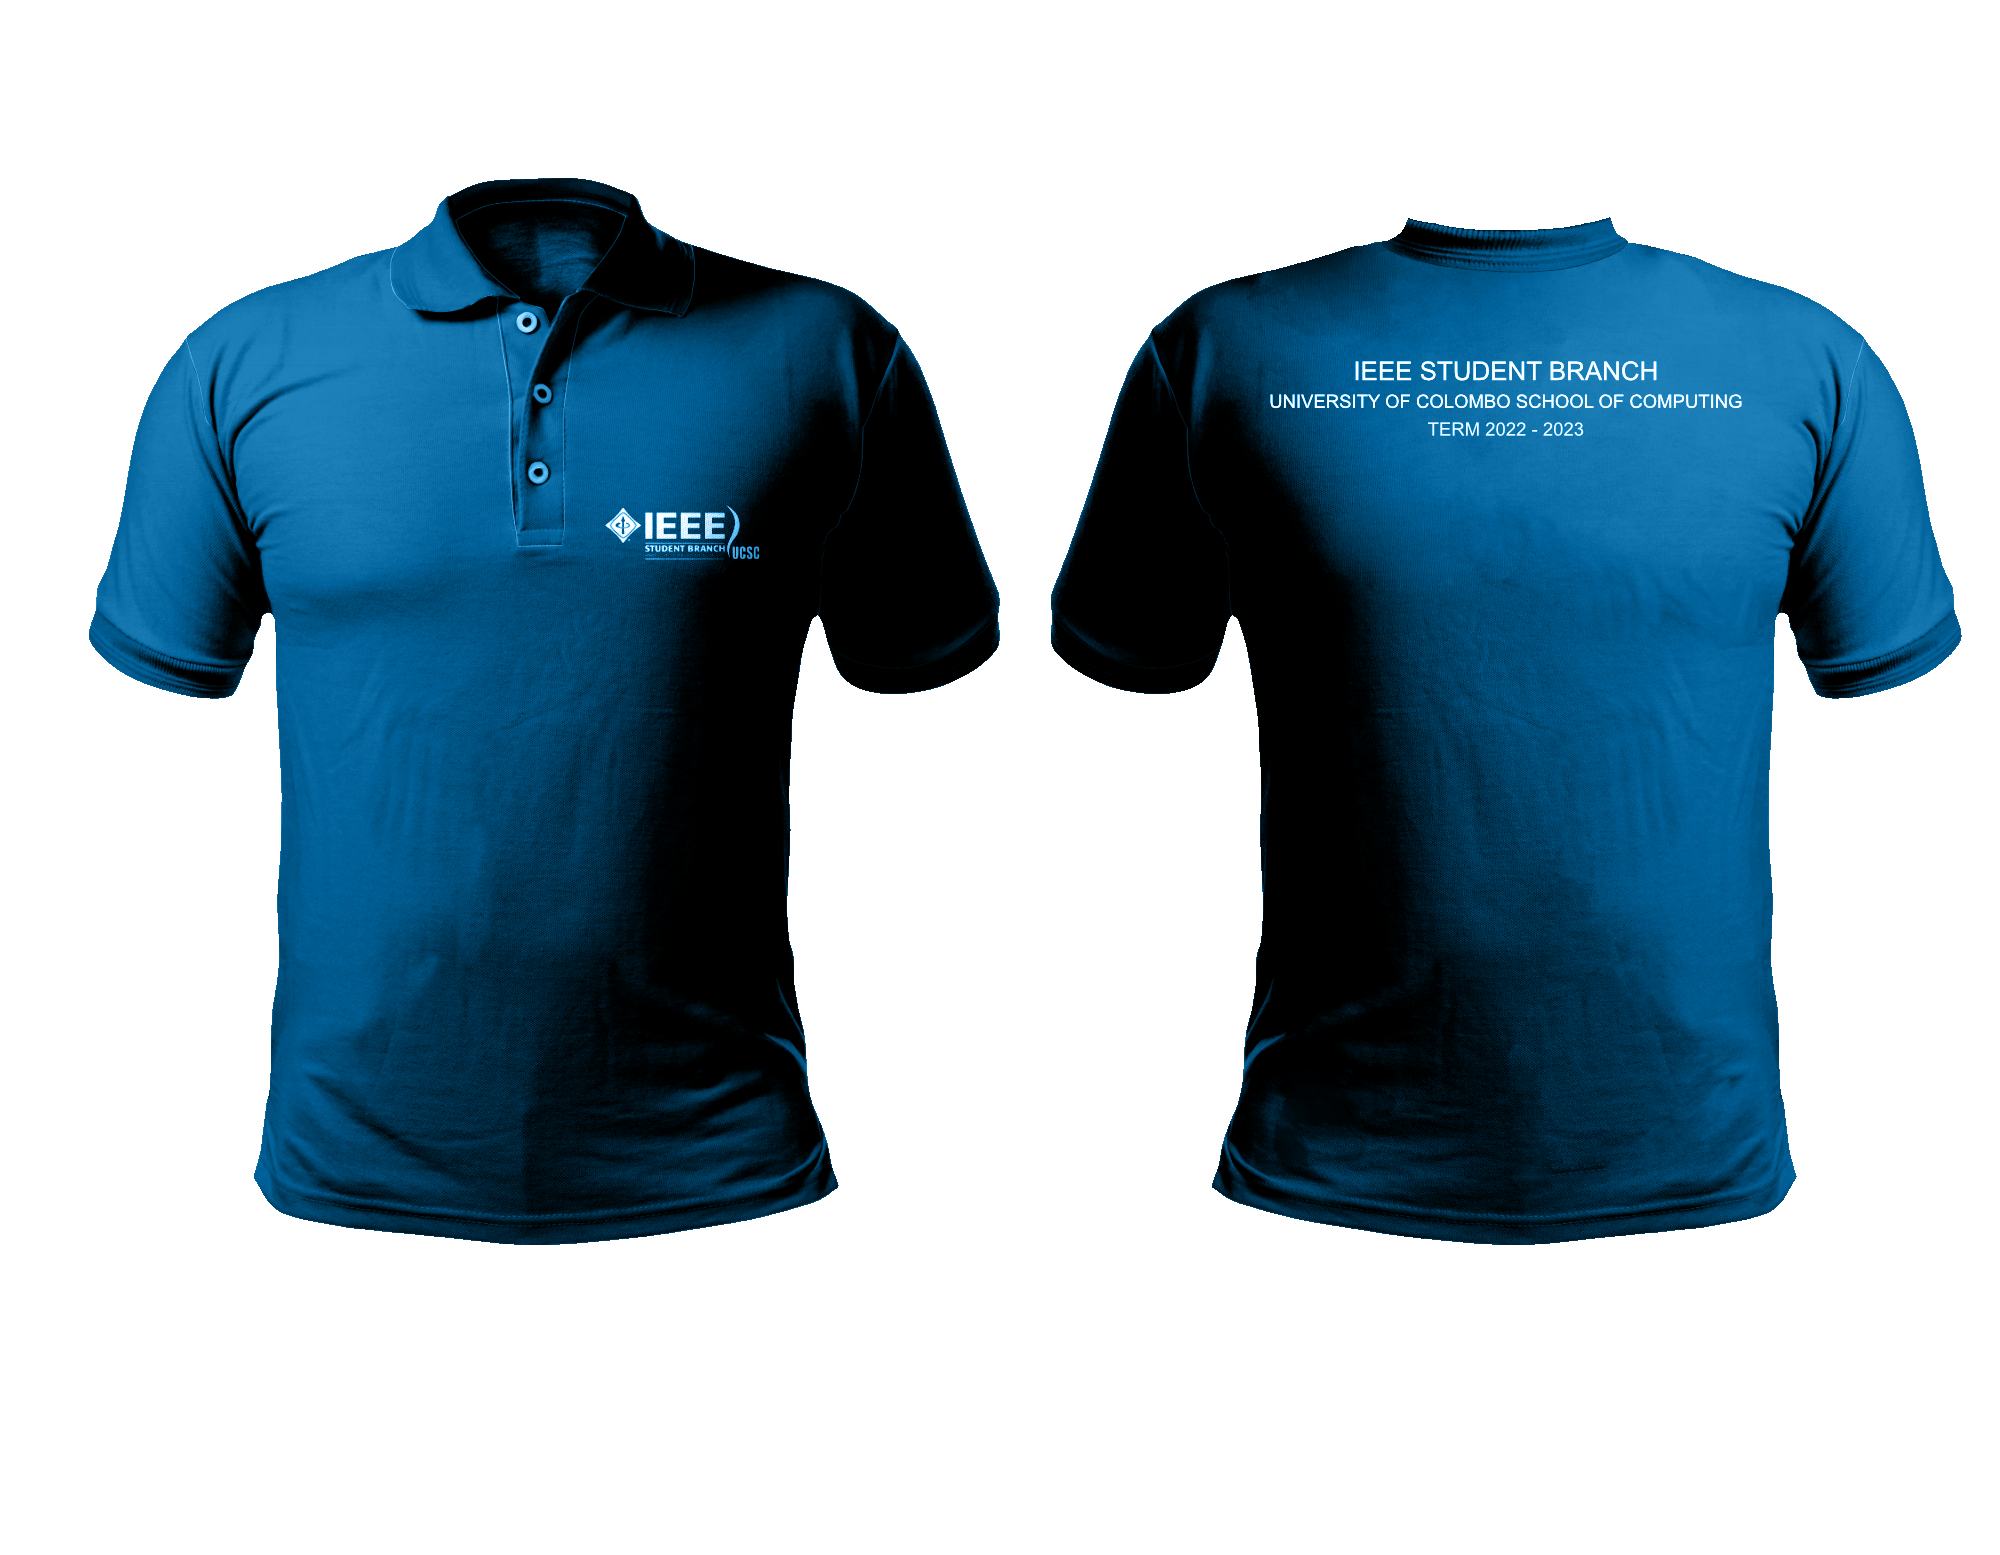 IEEE
STUDENT BRANCH
UCSC
IEEE STUDENT BRANCH
UNIVERSITY OF COLOMBO SCHOOL OF COMPUTING
TERM 2022 - 2023